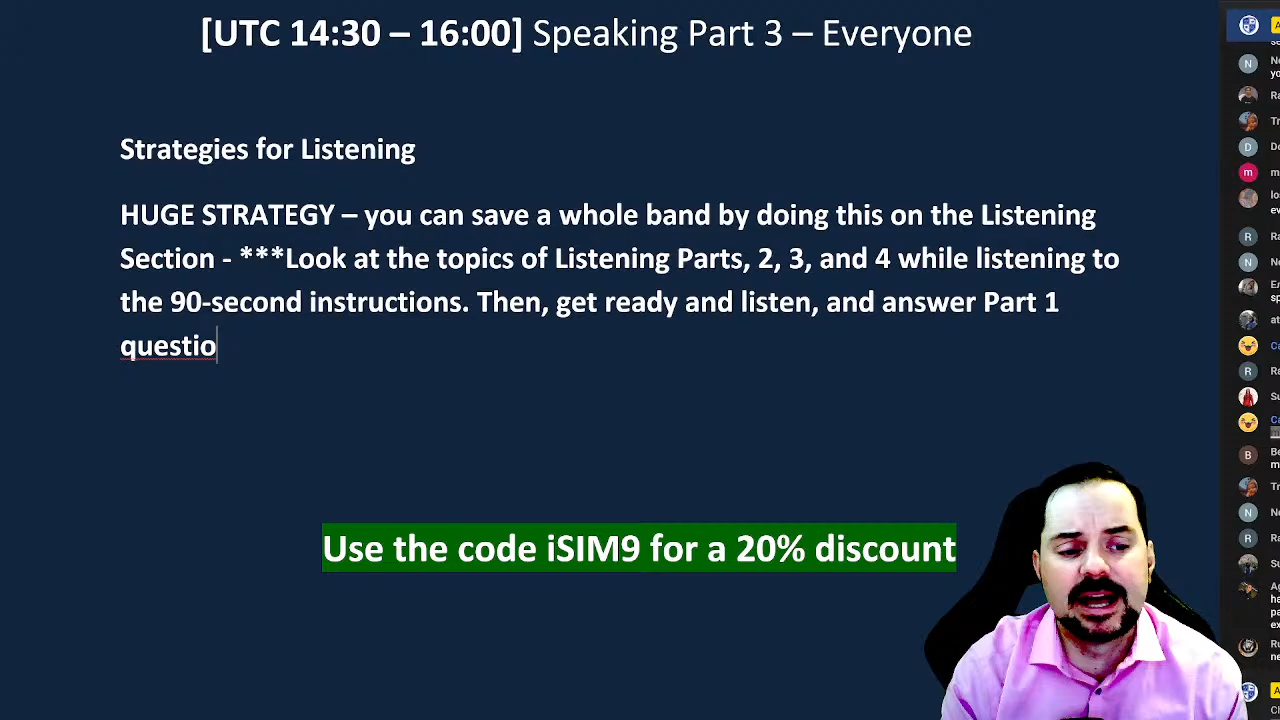 [UTC 14:30 – 16:00] Speaking Part 3 – Everyone
Strategies for Listening
HUGE STRATEGY – you can save a whole band by doing this on the Listening
Section - ***Look at the topics of Listening Parts, 2, 3, and 4 while listening to
the 90-second instructions. Then, get ready and listen, and answer Part 1
questio
Use the code iSIM9 for a 20% discount